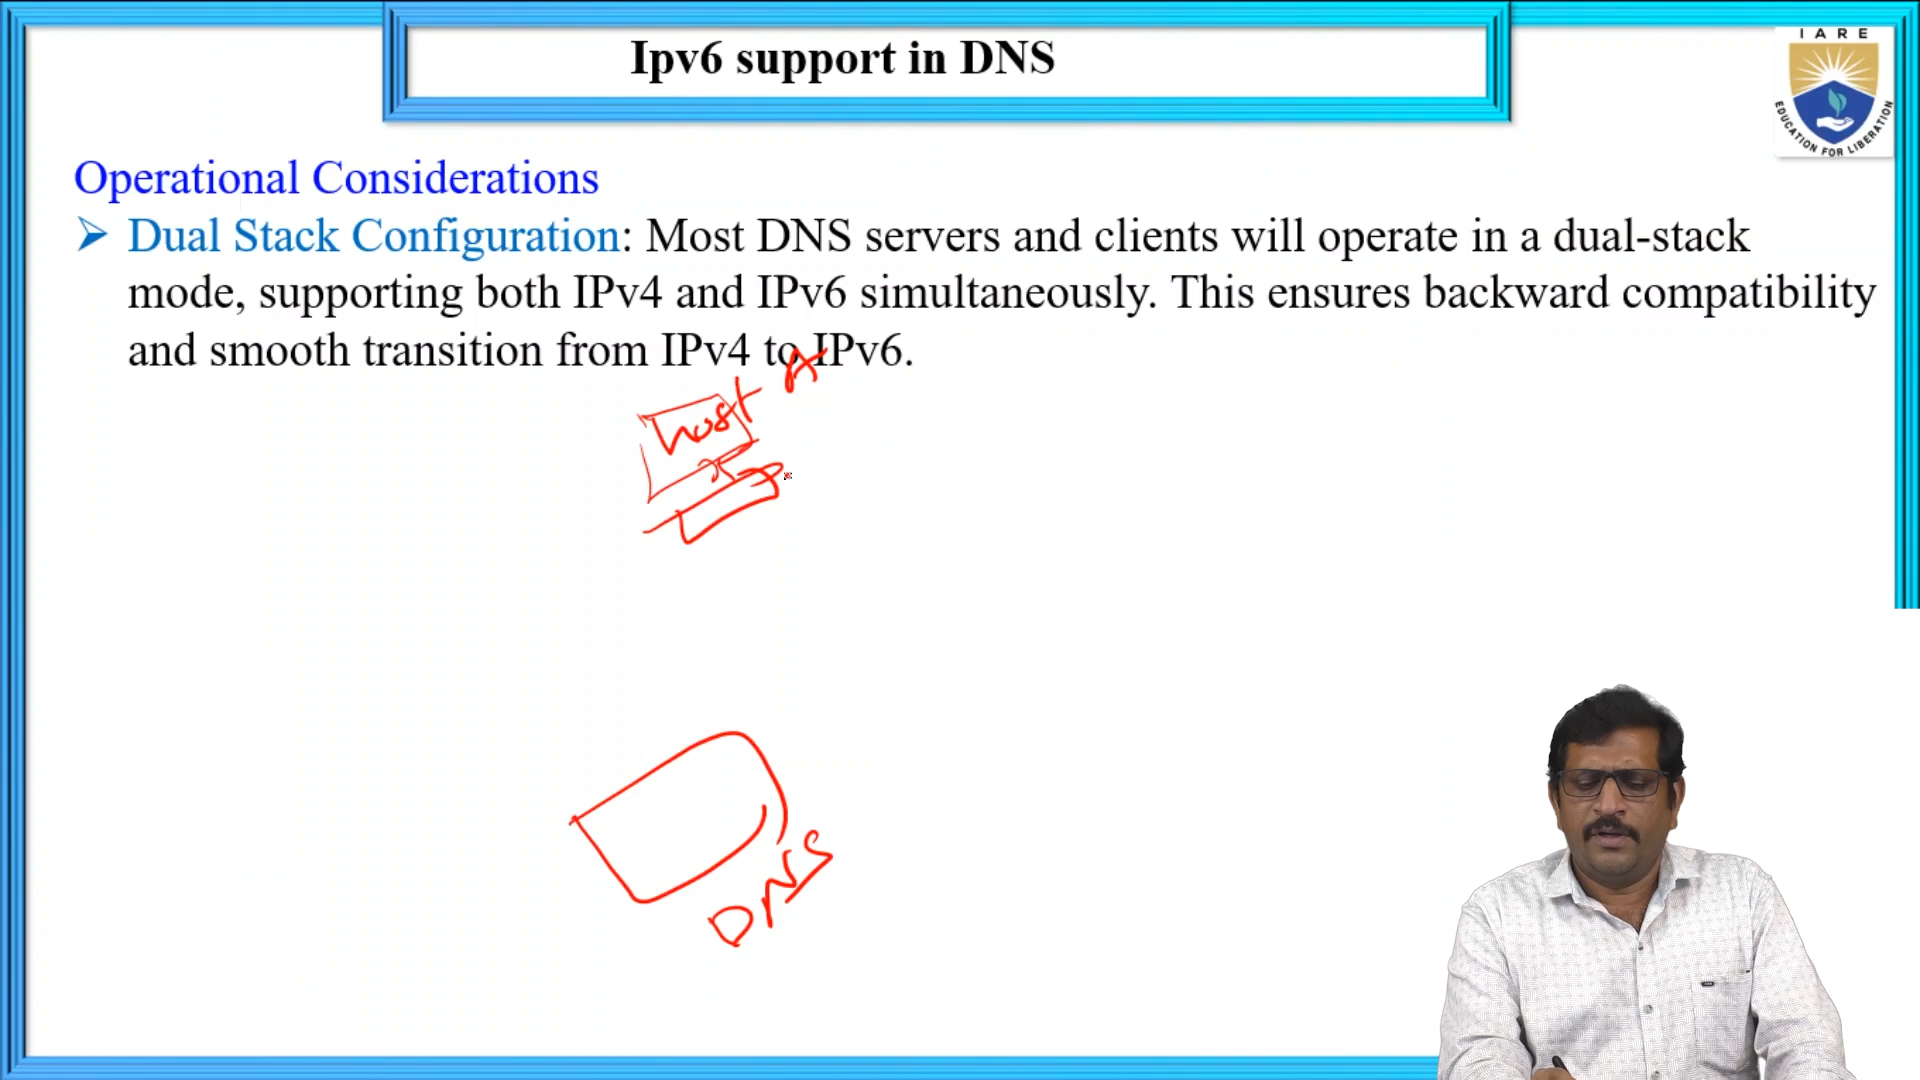 Ipv6 support in DNS
IARE
EDUCATION FOR LIBERATION
Operational Considerations
Dual Stack Configuration: Most DNS servers and clients will operate in a dual-stack
mode, supporting both IPv4 and IPv6 simultaneously. This ensures backward compatibility
and smooth transition from IPv4 to IPv6.
host A
DNS